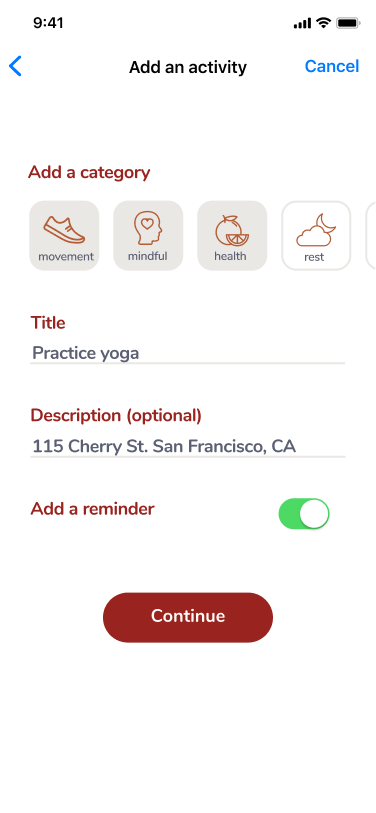 9:41
Add an activity
Cancel
Add a category
movement
mindful
health
rest
Title
Practice yoga
Description (optional)
115 Cherry St. San Francisco, CA
Add a reminder
Continue